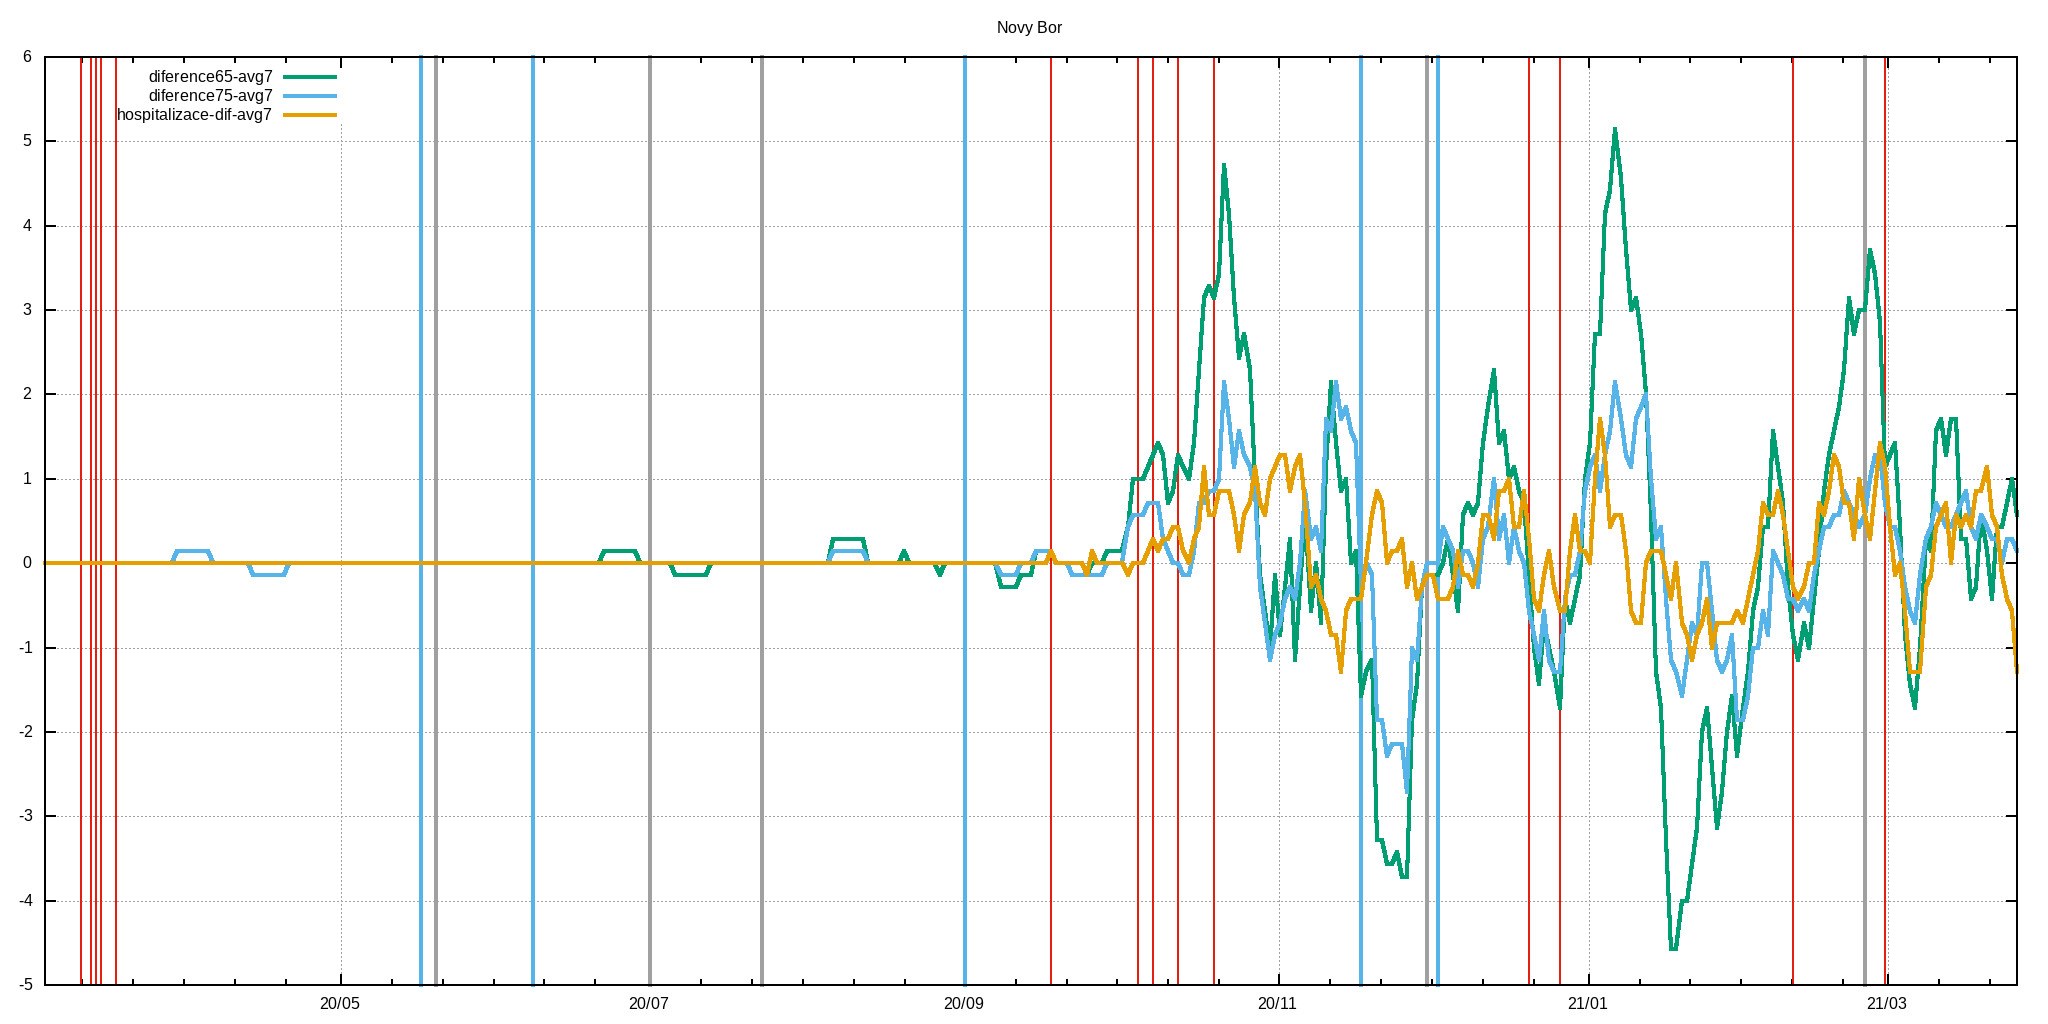 Novy Bor
6
diference65-avg7
diference75-avg7
hospitalizace-dif-avg7
5
4
3
2
1
0
-1
-2
-3
-4
-5
20/05 20/07 20/09 20/11 21/01 21/03